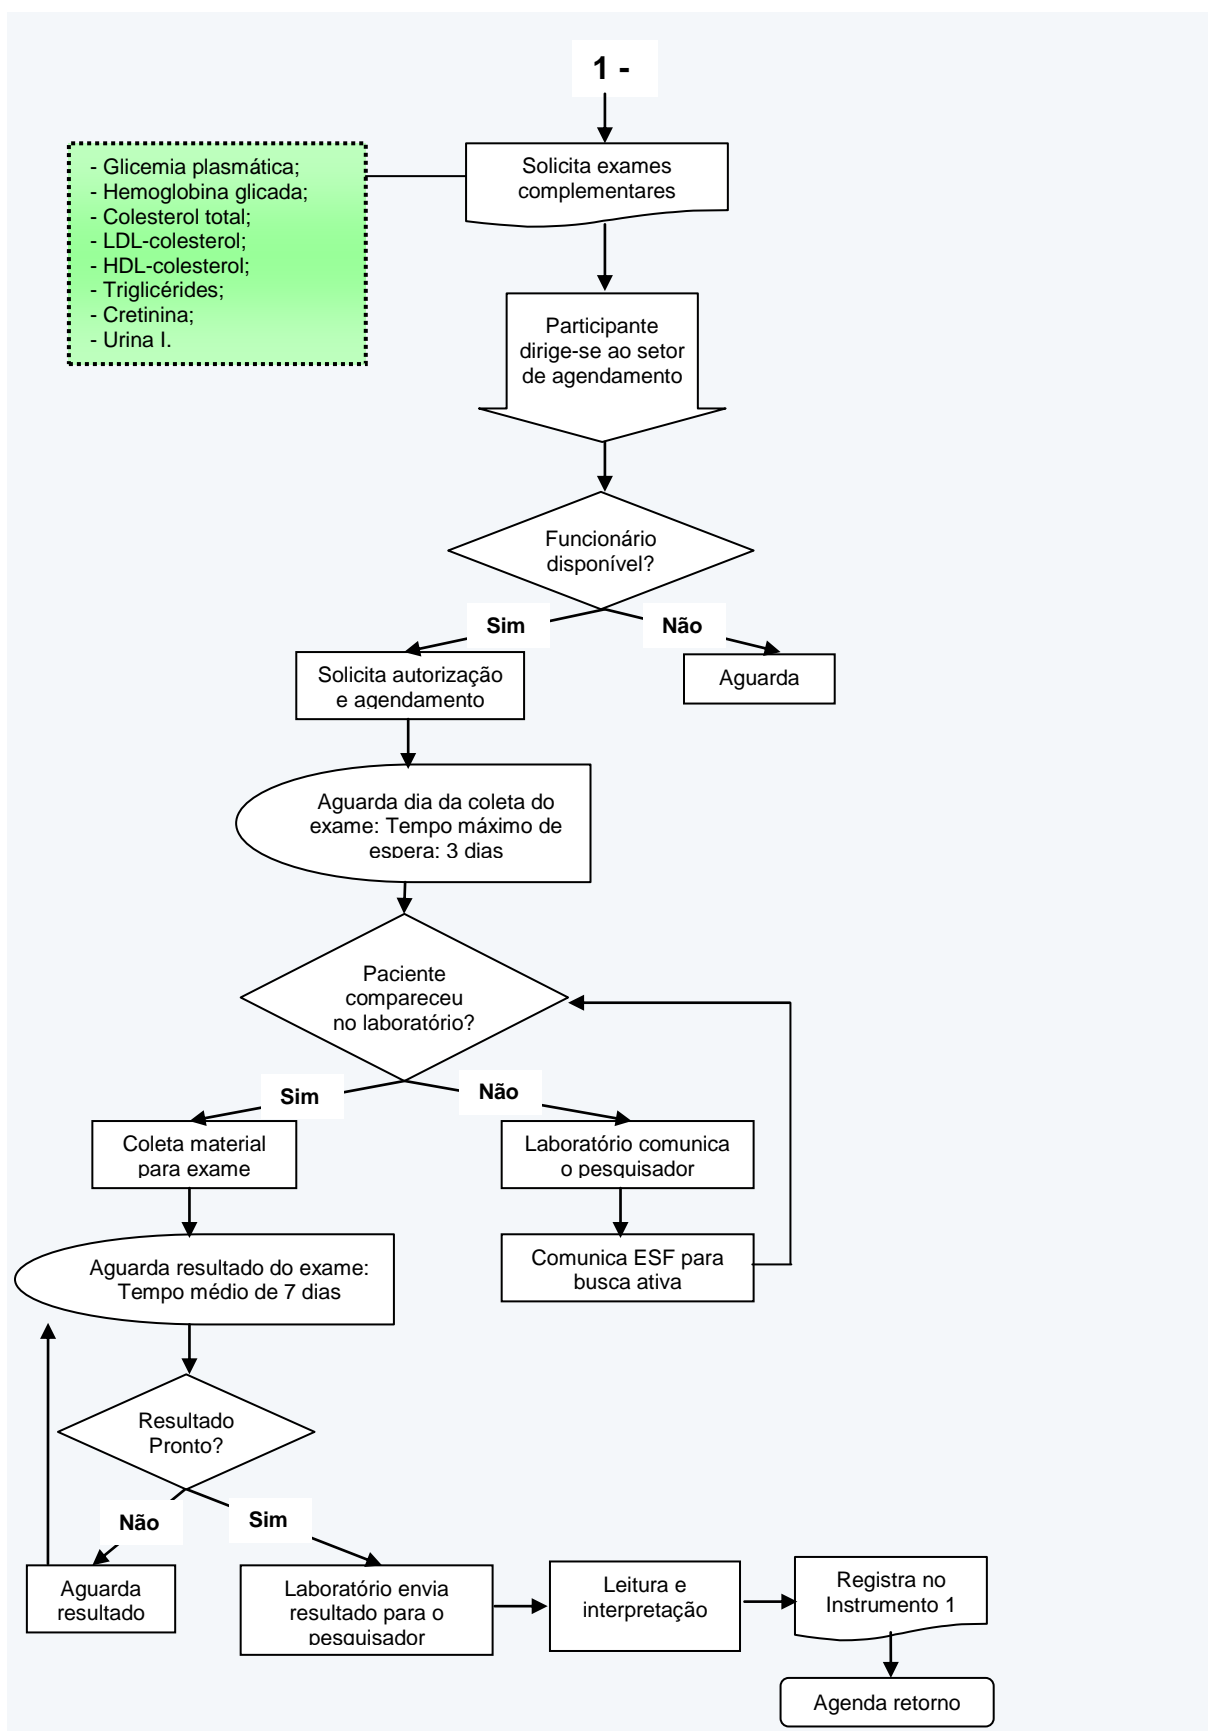 1 -
Solicita exames
complementares
- Glicemia plasmática;
- Hemoglobina glicada;
- Colesterol total;
- LDL-colesterol;
- HDL-colesterol;
- Triglicérides;
- Cretinina;
- Urina I.
Participante
dirige-se ao setor
de agendamento
Funcionário
disponível?
Sim
Não
Solicita autorização
e agendamento
Aguarda
Aguarda dia da coleta do
exame: Tempo máximo de
espera: 3 dias
Paciente
compareceu
no laboratório?
Sim
Não
Coleta material
para exame
Laboratório comunica
o pesquisador
Aguarda resultado do exame:
Tempo médio de 7 dias
Comunica ESF para
busca ativa
Resultado
Pronto?
Não
Sim
Aguarda
resultado
Laboratório envia
resultado para o
pesquisador
Leitura e
interpretação
Registra no
Instrumento 1
Agenda retorno